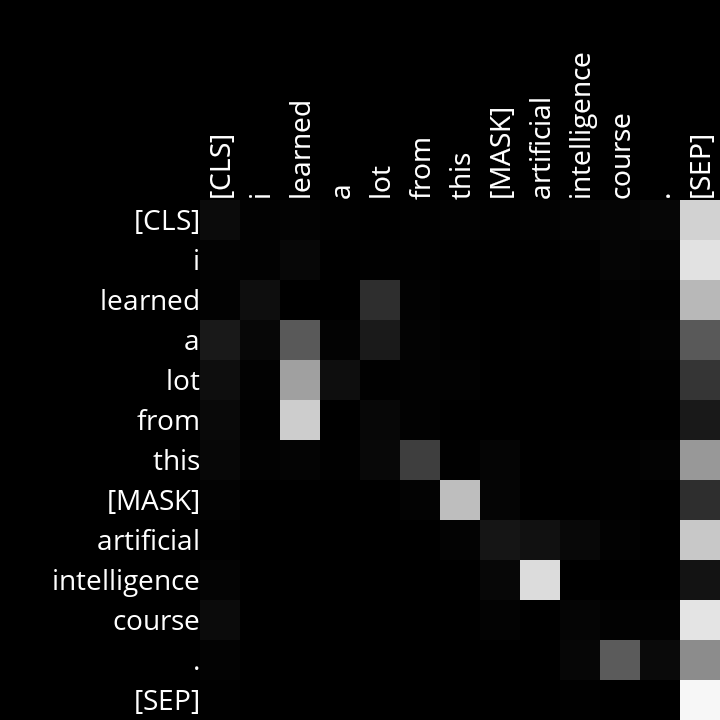 [CLS] i learned a lot from this [MASK] artificial intelligence course . [SEP]
[CLS]
i
learned
a
lot
from
this
[MASK]
artificial
intelligence
course
.
[SEP]